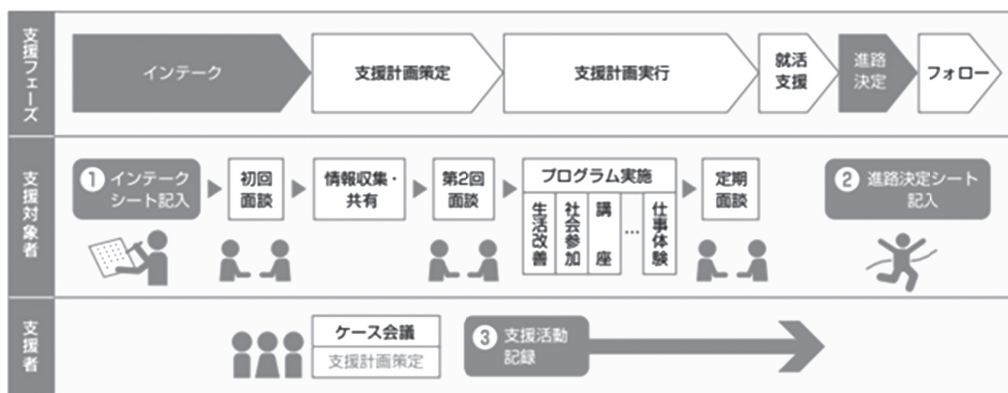 支援フェーズ
インテーク
支援計画策定
支援計画実行
就活
支援
進路
決定
フォロー
支援対象者
1 インテーク
シート記入
初回
面談
情報収集・
共有
第2回
面談
プログラム実施
生活改善
社会参加
講座
…
仕事体験
定期
面談
2 進路決定シート
記入
支援者
ケース会議
支援計画策定
3 支援活動
記録